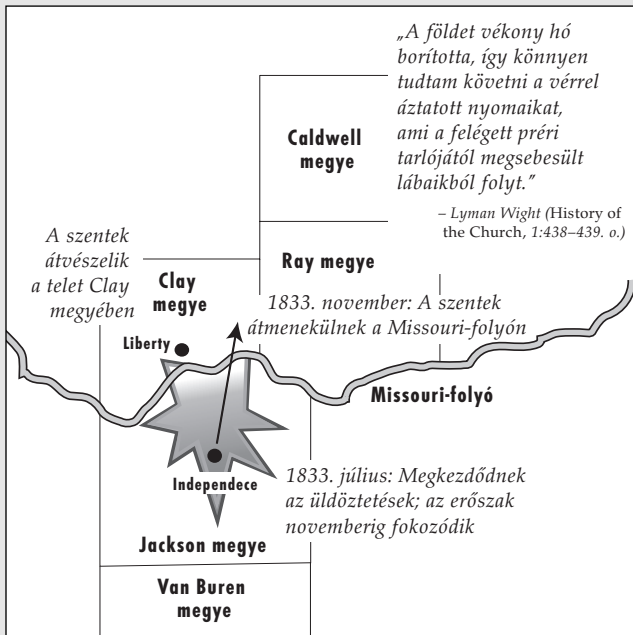 „A földet vékony hó
borította, így könnyen
tudtam követni a vérrel
áztatott nyomaikat,
ami a felégett préri
tarlójától megsebesült
lábaikból folyt.”
– Lyman Wight (History of
the Church, 1:438–439. o.)
Caldwell
megye
A szentek
átvészelik
a telet Clay
megyében
Clay
megye
Ray megye
1833. november: A szentek
átmenekülnek a Missouri-folyón
Liberty
Missouri-folyó
Independece
1833. július: Megkezdődnek
az üldöztetések; az erőszak
novemberig fokozódik
Jackson megye
Van Buren
megye